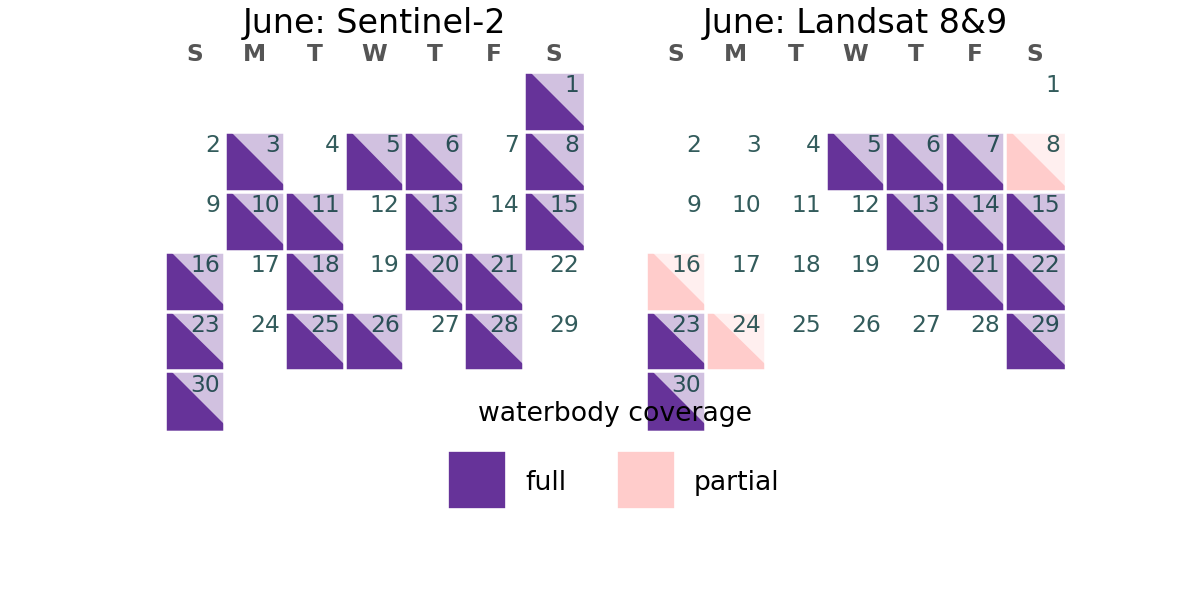 June: Sentinel-2
S M T W T F S
1
2 3 4 5 6 7 8
9 10 11 12 13 14 15
16 17 18 19 20 21 22
23 24 25 26 27 28 29
30
June: Landsat 8&9
S M T W T F S
1
2 3 4 5 6 7 8
9 10 11 12 13 14 15
16 17 18 19 20 21 22
23 24 25 26 27 28 29
30
waterbody coverage
full partial